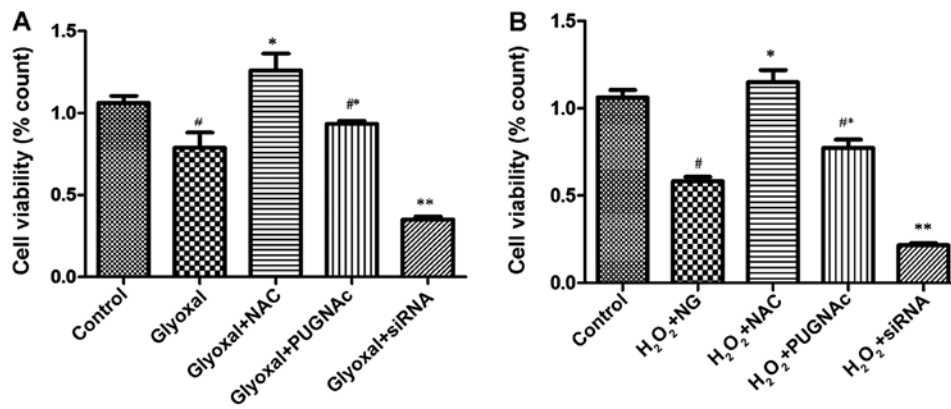 A
Cell viability (% count)
1.5
1.0
0.5
0.0
#
*
#*
**
Control
Glyoxal
Glyoxal+NAC
Glyoxal+PUGNAc
Glyoxal+siRNA
B
Cell viability (% count)
1.5
1.0
0.5
0.0
#
*
#*
**
Control
H₂O₂+NG
H₂O₂+NAC
H₂O₂+PUGNAc
H₂O₂+siRNA